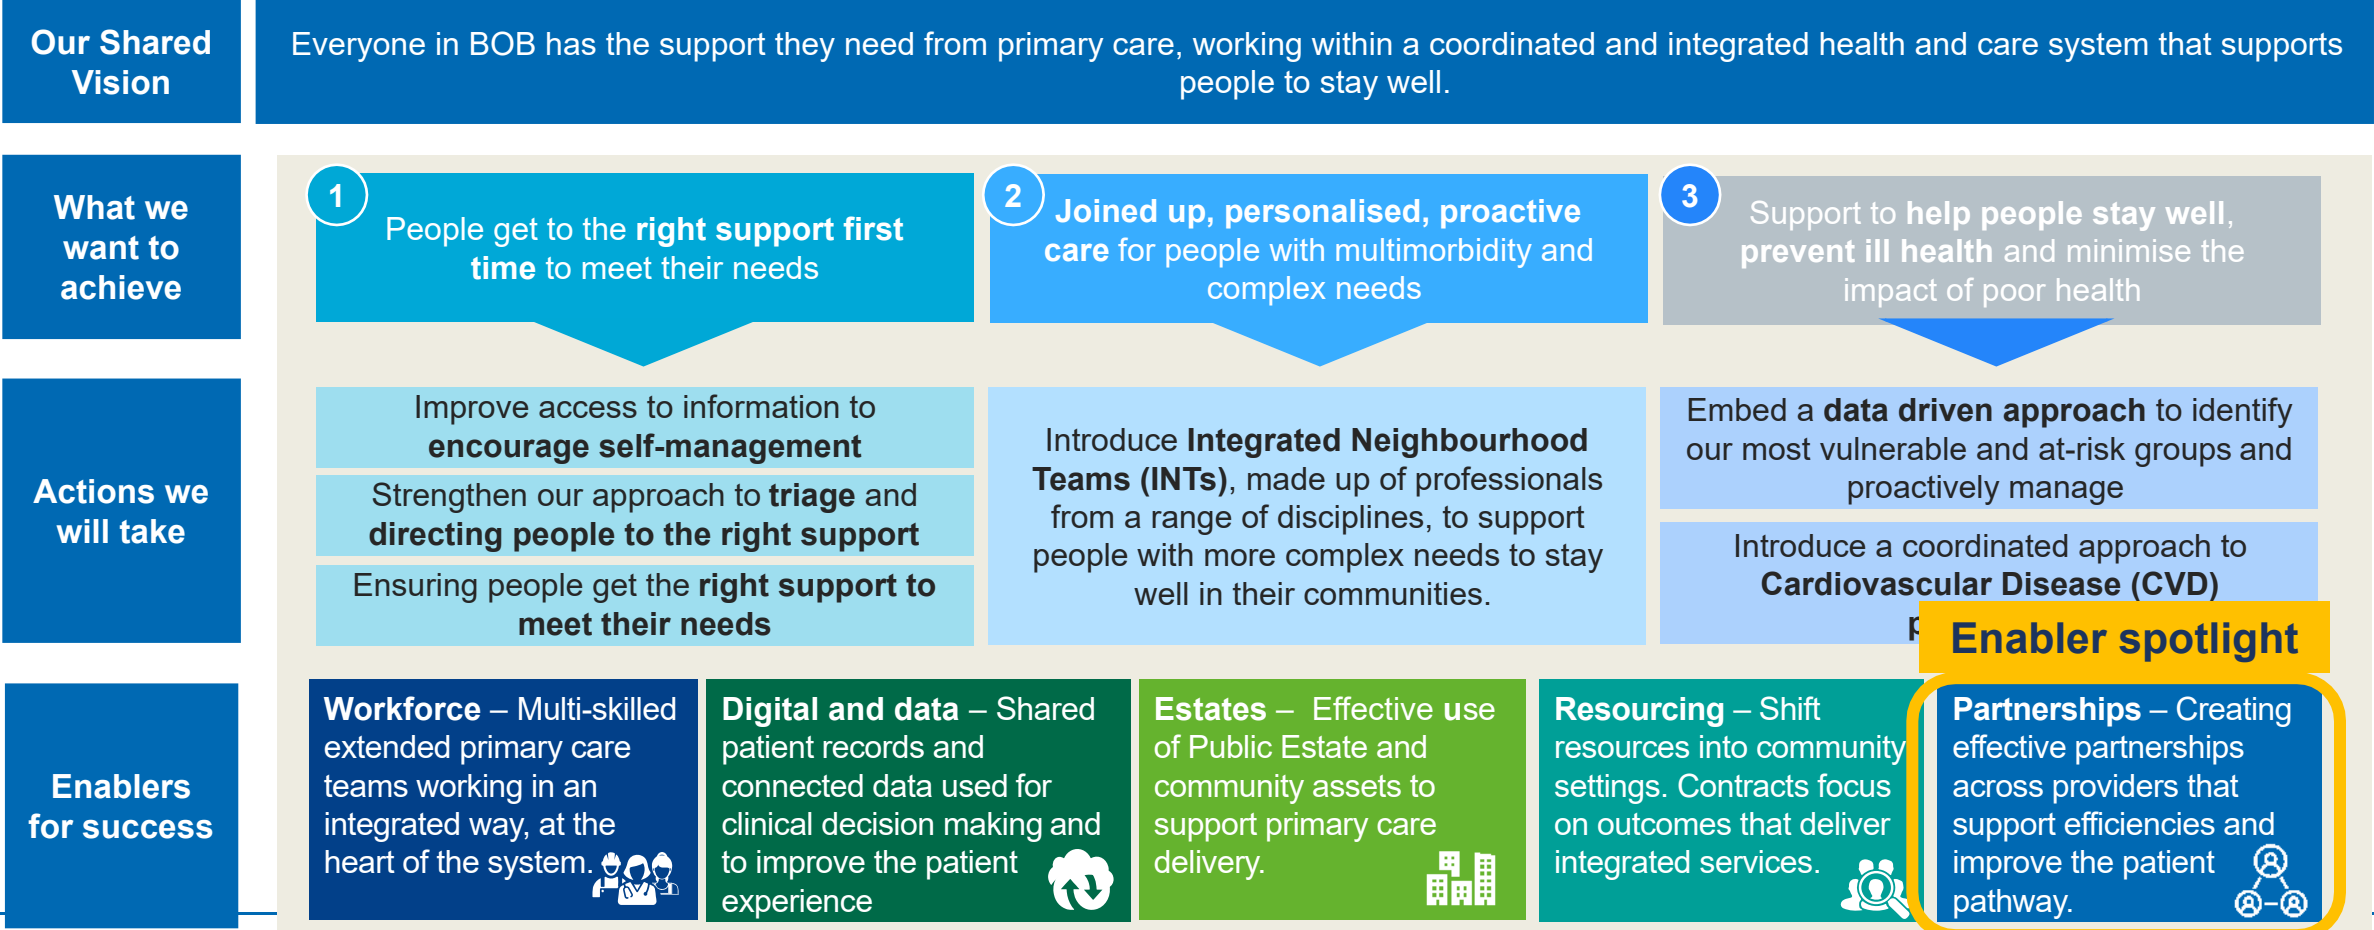 Our Shared
Vision
Everyone in BOB has the support they need from primary care, working within a coordinated and integrated health and care system that supports
people to stay well.
What we
want to
achieve
1
People get to the right support first
time to meet their needs
2
Joined up, personalised, proactive
care for people with multimorbidity and
complex needs
3
Support to help people stay well,
prevent ill health and minimise the
impact of poor health
Actions we
will take
Improve access to information to
encourage self-management
Strengthen our approach to triage and
directing people to the right support
Ensuring people get the right support to
meet their needs
Introduce Integrated Neighbourhood
Teams (INTs), made up of professionals
from a range of disciplines, to support
people with more complex needs to stay
well in their communities.
Embed a data driven approach to identify
our most vulnerable and at-risk groups and
proactively manage
Introduce a coordinated approach to
Cardiovascular Disease (CVD)
Enabler spotlight
Enablers
for success
Workforce – Multi-skilled
extended primary care
teams working in an
integrated way, at the
heart of the system.
Digital and data – Shared
patient records and
connected data used for
clinical decision making and
to improve the patient
experience
Estates – Effective use
of Public Estate and
community assets to
support primary care
delivery.
Resourcing – Shift
resources into community
settings. Contracts focus
on outcomes that deliver
integrated services.
Partnerships – Creating
effective partnerships
across providers that
support efficiencies and
improve the patient
pathway.